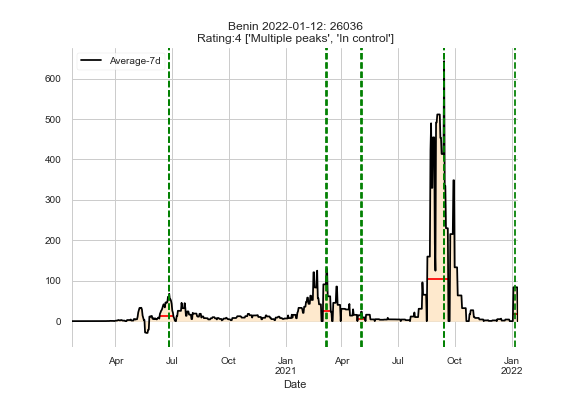 Benin 2022-01-12: 26036
Rating:4 ['Multiple peaks', 'In control']
Average-7d
600
500
400
300
200
100
0
Apr Jul Oct Jan Apr Jul Oct Jan
2021 2022
Date